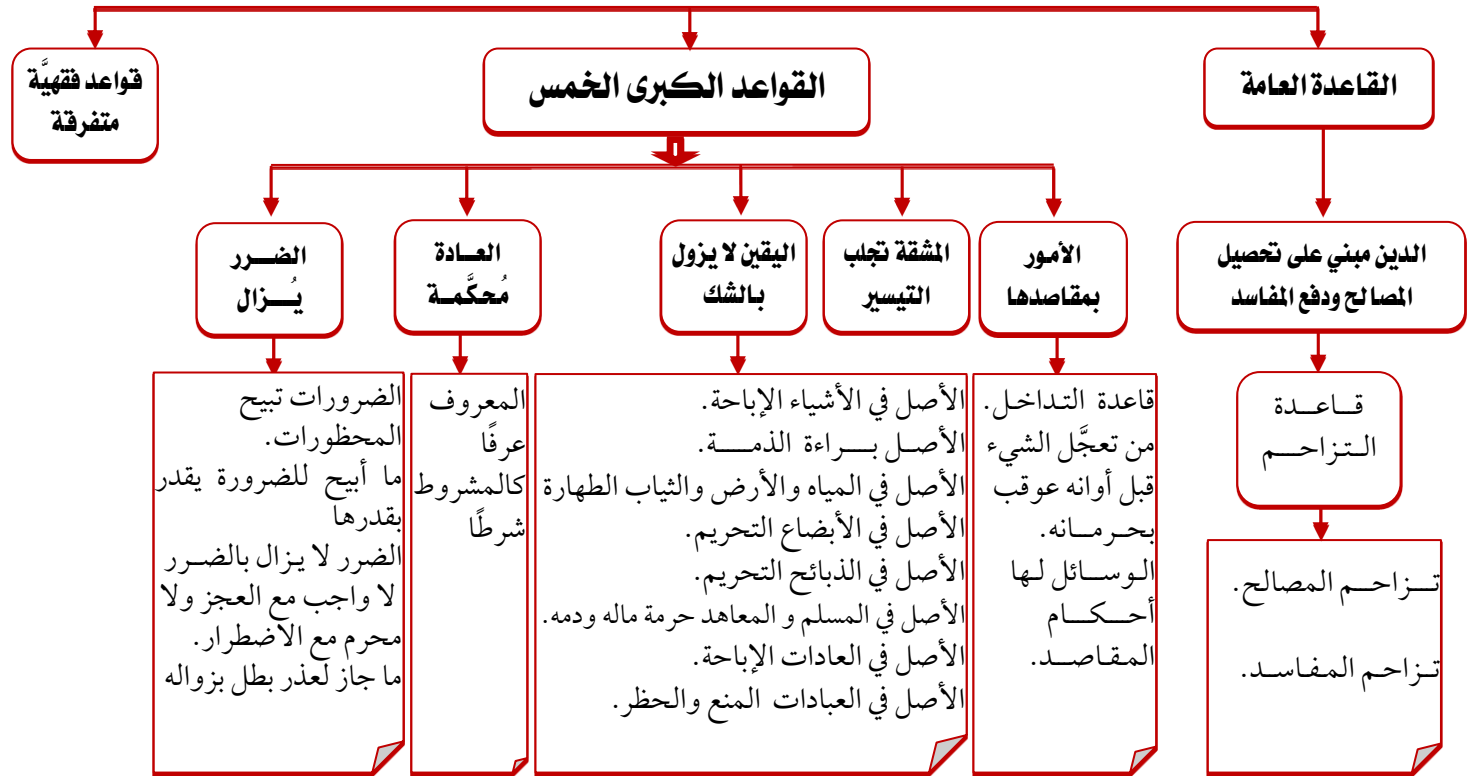 القاعدة العامة
القواعد الكبرى الخمس
قواعد فقهيَّة
متفرقة
الدين مبني على تحصيل
المصالح ودفع المفاسد
الأمور
بمقاصدها
المشقة تجلب
التيسير
اليقين لا يزول
بالشك
العادة
مُحكَّمة
الضرر
يُزال
قاعدة
التزاحم
تزاحم المصالح.
تزاحم المفاسد.
قاعدة التداخل.
من تعجَّل الشيء
قبل أوانه عوقب
بحرمانه.
الوسائل لها
أحكام
المقاصد.
الأصل في الأشياء الإباحة.
الأصل براءة الذمة.
الأصل في المياه والأرض والثياب الطهارة
الأصل في الأبضاع التحريم.
الأصل في الذبائح التحريم.
الأصل في المسلم و المعاهد حرمة ماله ودمه.
الأصل في العادات الإباحة.
الأصل في العبادات المنع والحظر.
المعروف
عرفًا
كالمشروط
شرطًا
الضرورات تبيح
المحظورات.
ما أبيح للضرورة يقدر
بقدرها
الضرر لا يزال بالضرر
لا واجب مع العجز ولا
محرم مع الاضطرار.
ما جاز لعذر بطل بزواله